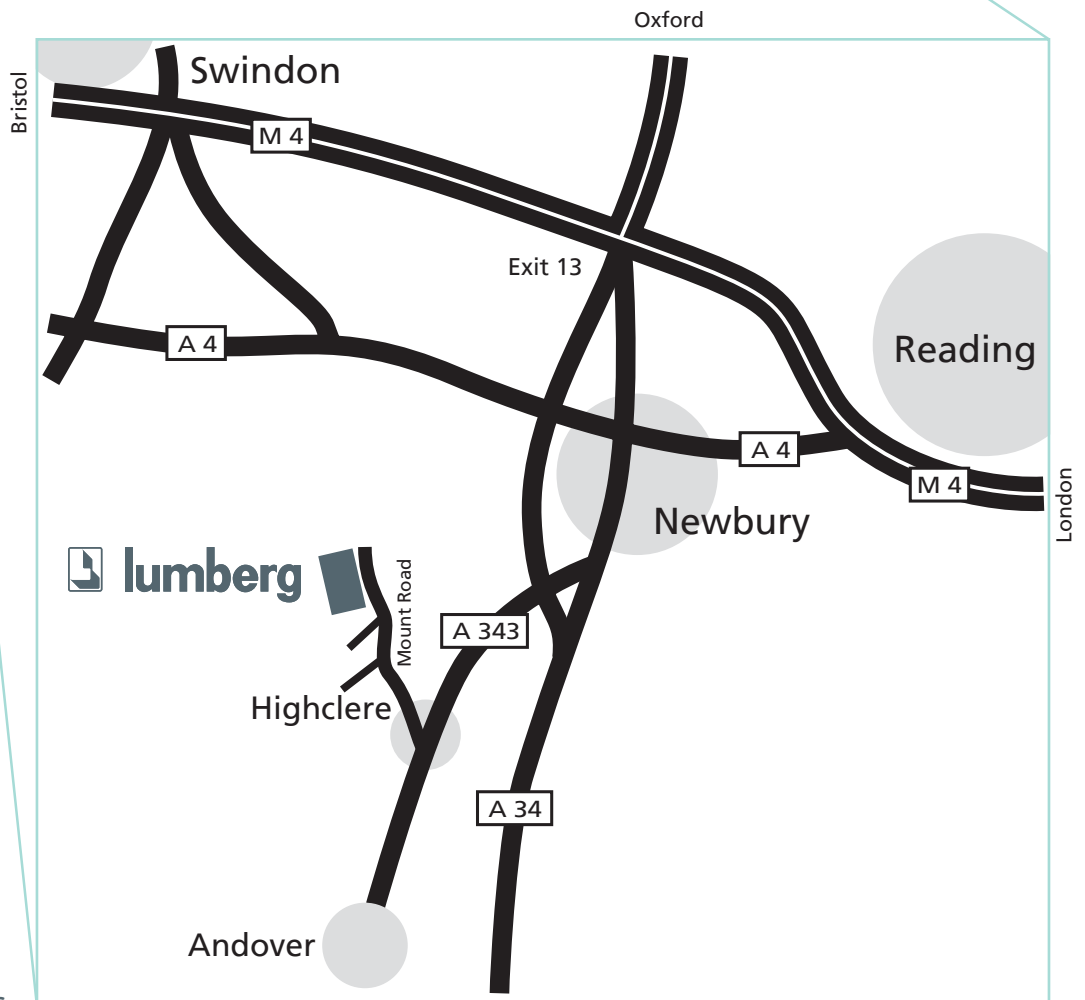 Oxford
Bristol
Swindon
M 4
Exit 13
A 4
Reading
A 4
M 4
London
Newbury
lumberg
Mount Road
A 343
Highclere
A 34
Andover